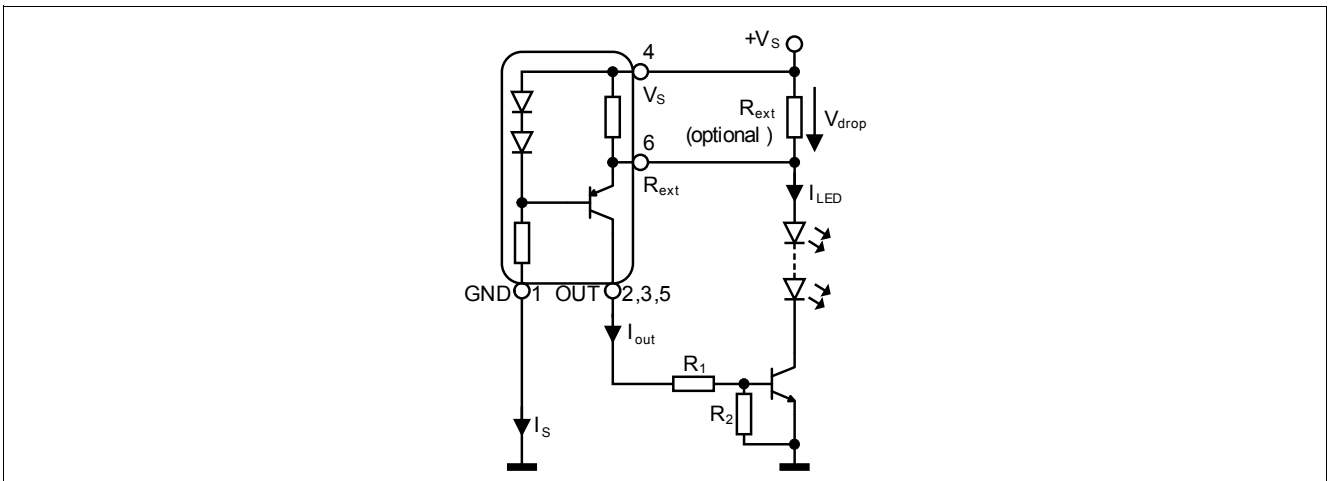 +VS
4
VS
Rext
(optional )
Vdrop
6
Rext
ILED
GND 1 OUT 2,3,5
Iout
R1
R2
IS